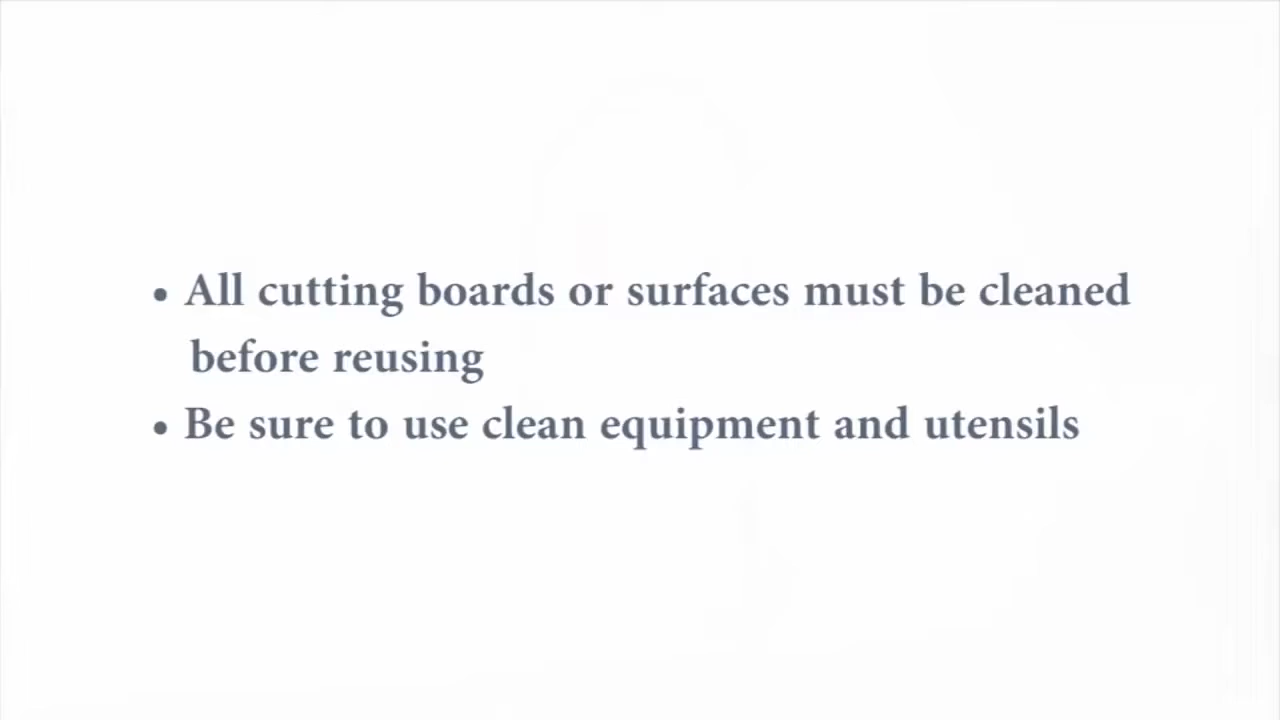 • All cutting boards or surfaces must be cleaned
before reusing
• Be sure to use clean equipment and utensils